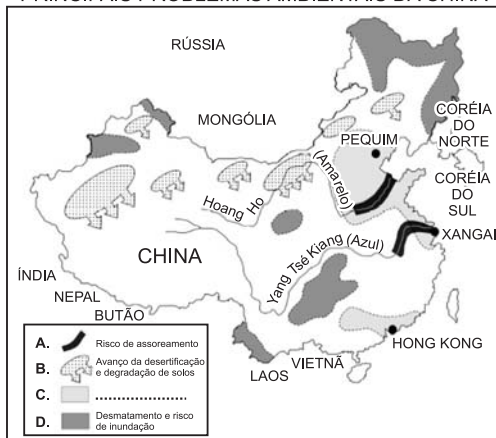 PRINCIPAIS PROBLEMAS AMBIENTAIS DA CHINA
RÚSSIA
MONGÓLIA
CORÉIA
DO
NORTE
PEQUIM
CORÉIA
DO
SUL
(Amarelo)
Hoang Ho
XANGAI
CHINA
Yang Tsé Kiang (Azul)
ÍNDIA
NEPAL
BUTÃO
HONG KONG
VIETNÃ
LAOS
A. Risco de assoreamento
B. Avanço da desertificação
e degradação de solos
C. ........................
D. Desmatamento e risco
de inundação